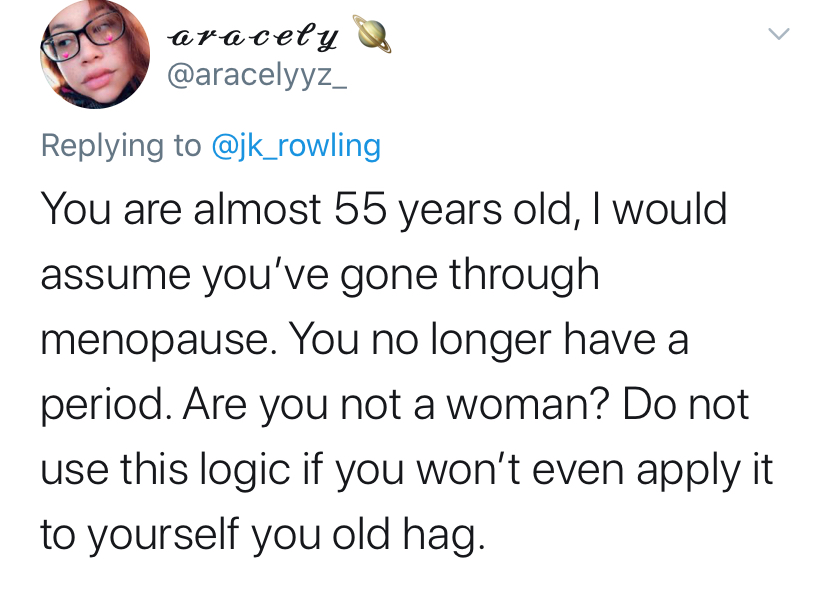 𝓪𝓻𝓪𝓬𝓮𝓵𝔂 🪐
@aracelyyz_
Replying to @jk_rowling
You are almost 55 years old, I would
assume you’ve gone through
menopause. You no longer have a
period. Are you not a woman? Do not
use this logic if you won’t even apply it
to yourself you old hag.